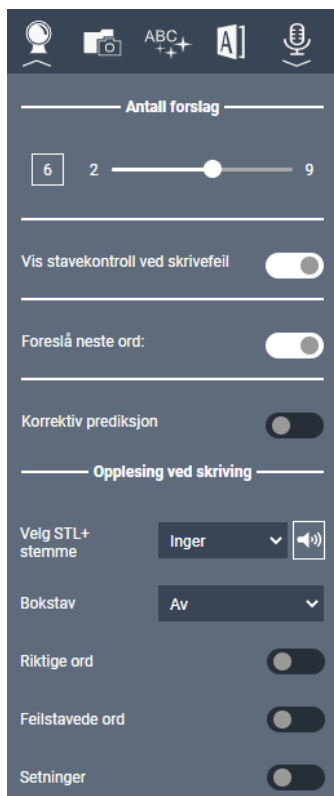 ABC
A
Antall forslag
6 2 9
Vis stavekontroll ved skrivefeil
Foreslå neste ord:
Korrektiv prediksjon
Opplesing ved skriving
Velg STL+
stemme
Inger
Bokstav Av
Riktige ord
Feilstavede ord
Setninger